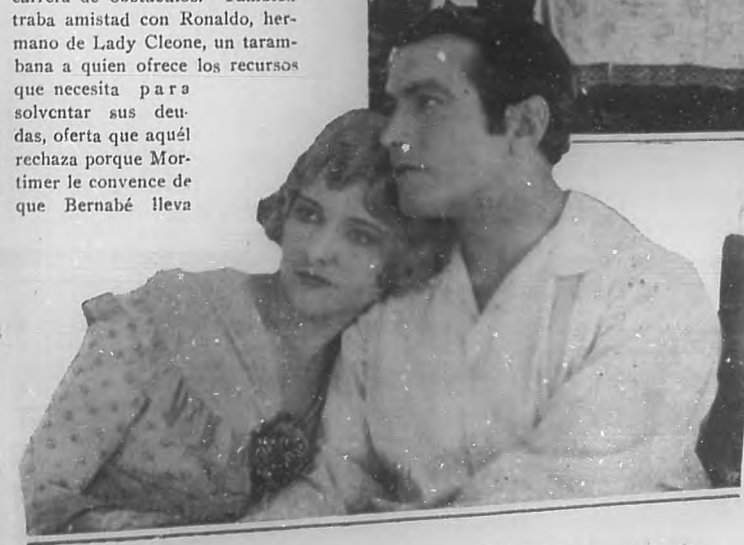 traba amistad con Ronaldo, her-
mano de Lady Cleone, un taram-
bana a quien ofrece los recursos
que necesita para
solventar sus deu-
das, oferta que aquél
rechaza porque Mor-
timer le convence de
que Bernabé lleva